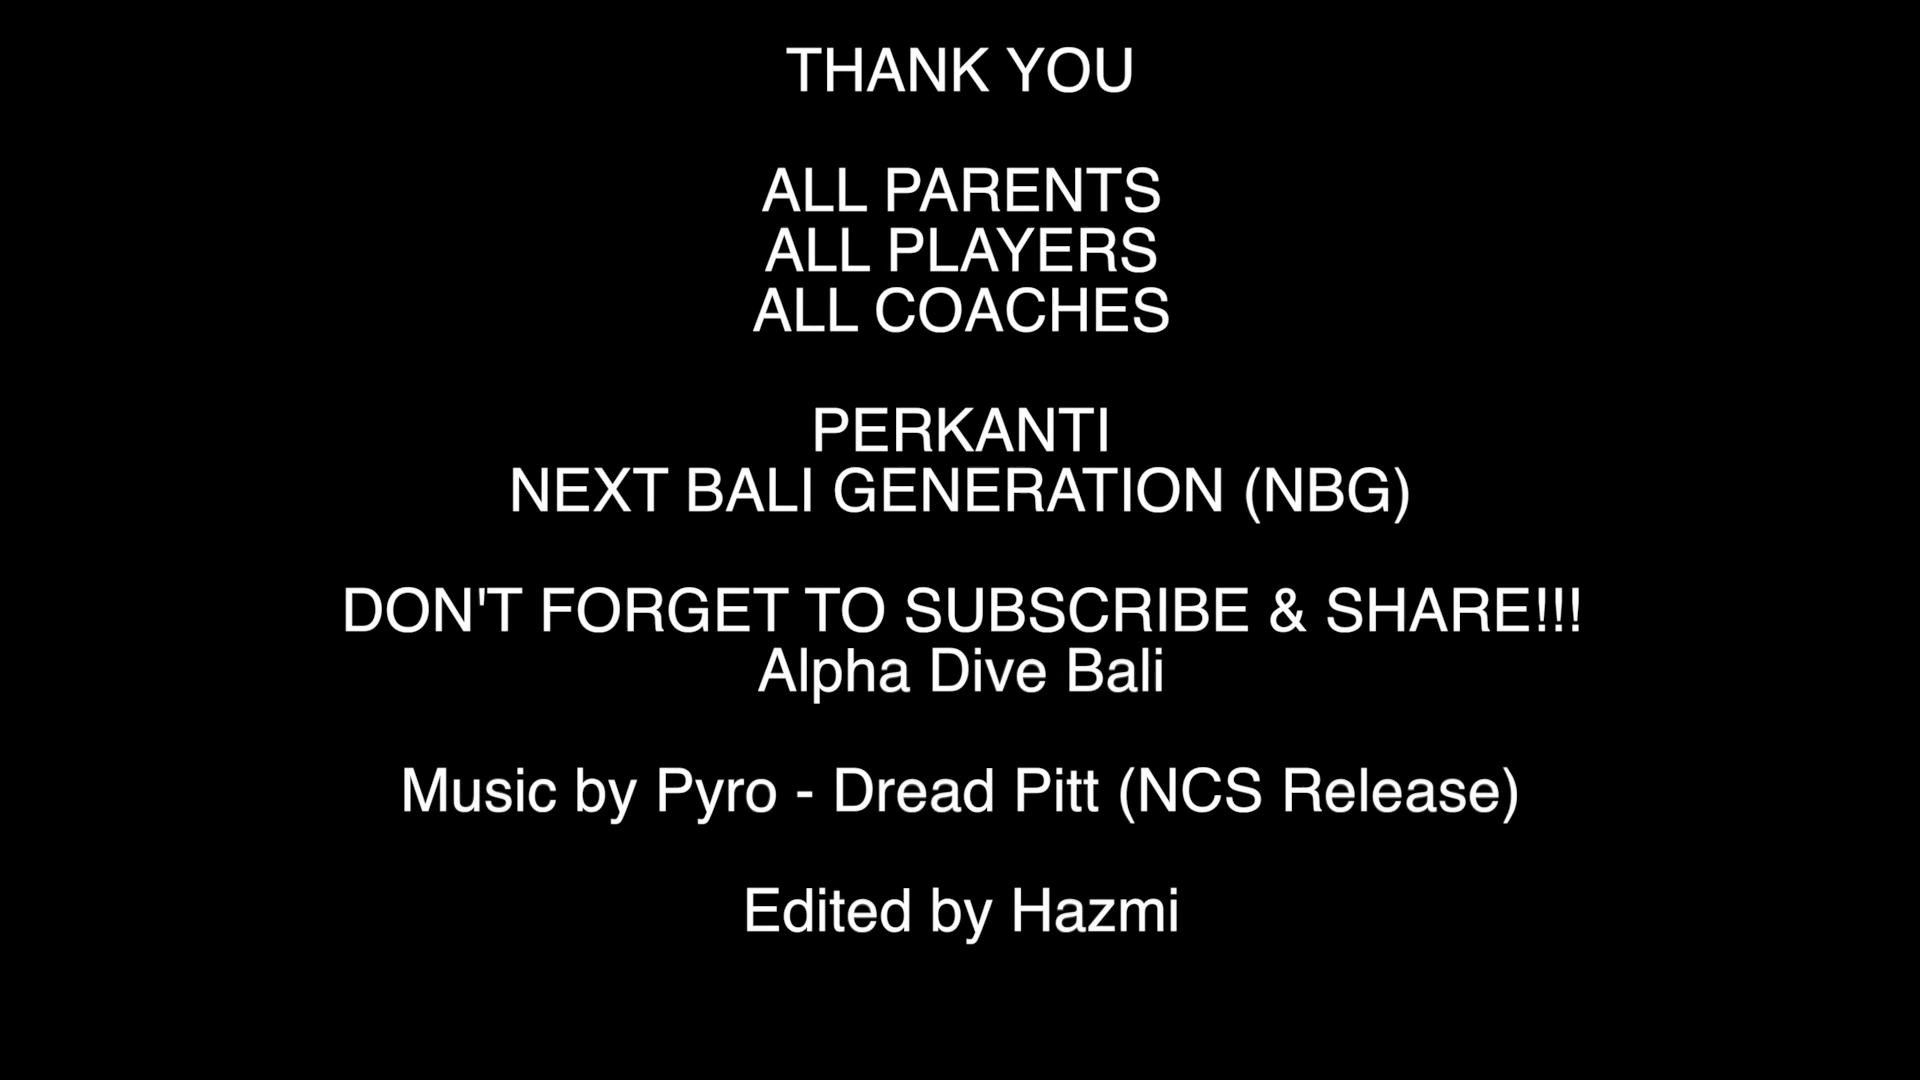 THANK YOU
ALL PARENTS
ALL PLAYERS
ALL COACHES
PERKANTI
NEXT BALI GENERATION (NBG)
DON'T FORGET TO SUBSCRIBE & SHARE!!!
Alpha Dive Bali
Music by Pyro - Dread Pitt (NCS Release)
Edited by Hazmi